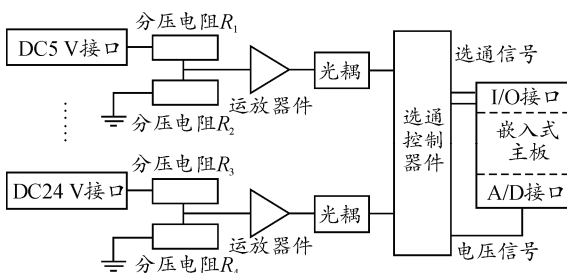 分压电阻R₁
DC5 V接口
光耦
运放器件
分压电阻R₂
……
分压电阻R₃
DC24 V接口
光耦
运放器件
分压电阻R₄
选通控制器件
选通信号
I/O接口
嵌入式
主板
A/D接口
电压信号